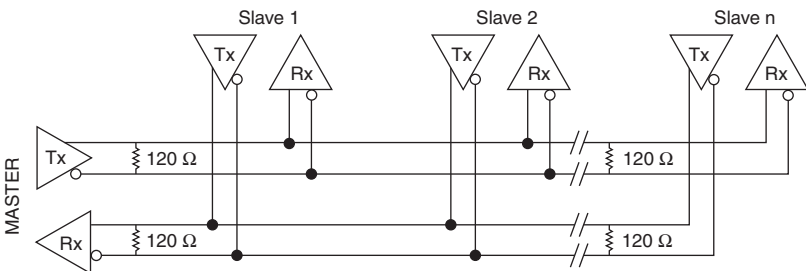 Slave 1 Slave 2 Slave n
Tx Rx Tx Rx Tx Rx
MASTER
Tx 120 Ω 120 Ω
Rx 120 Ω 120 Ω